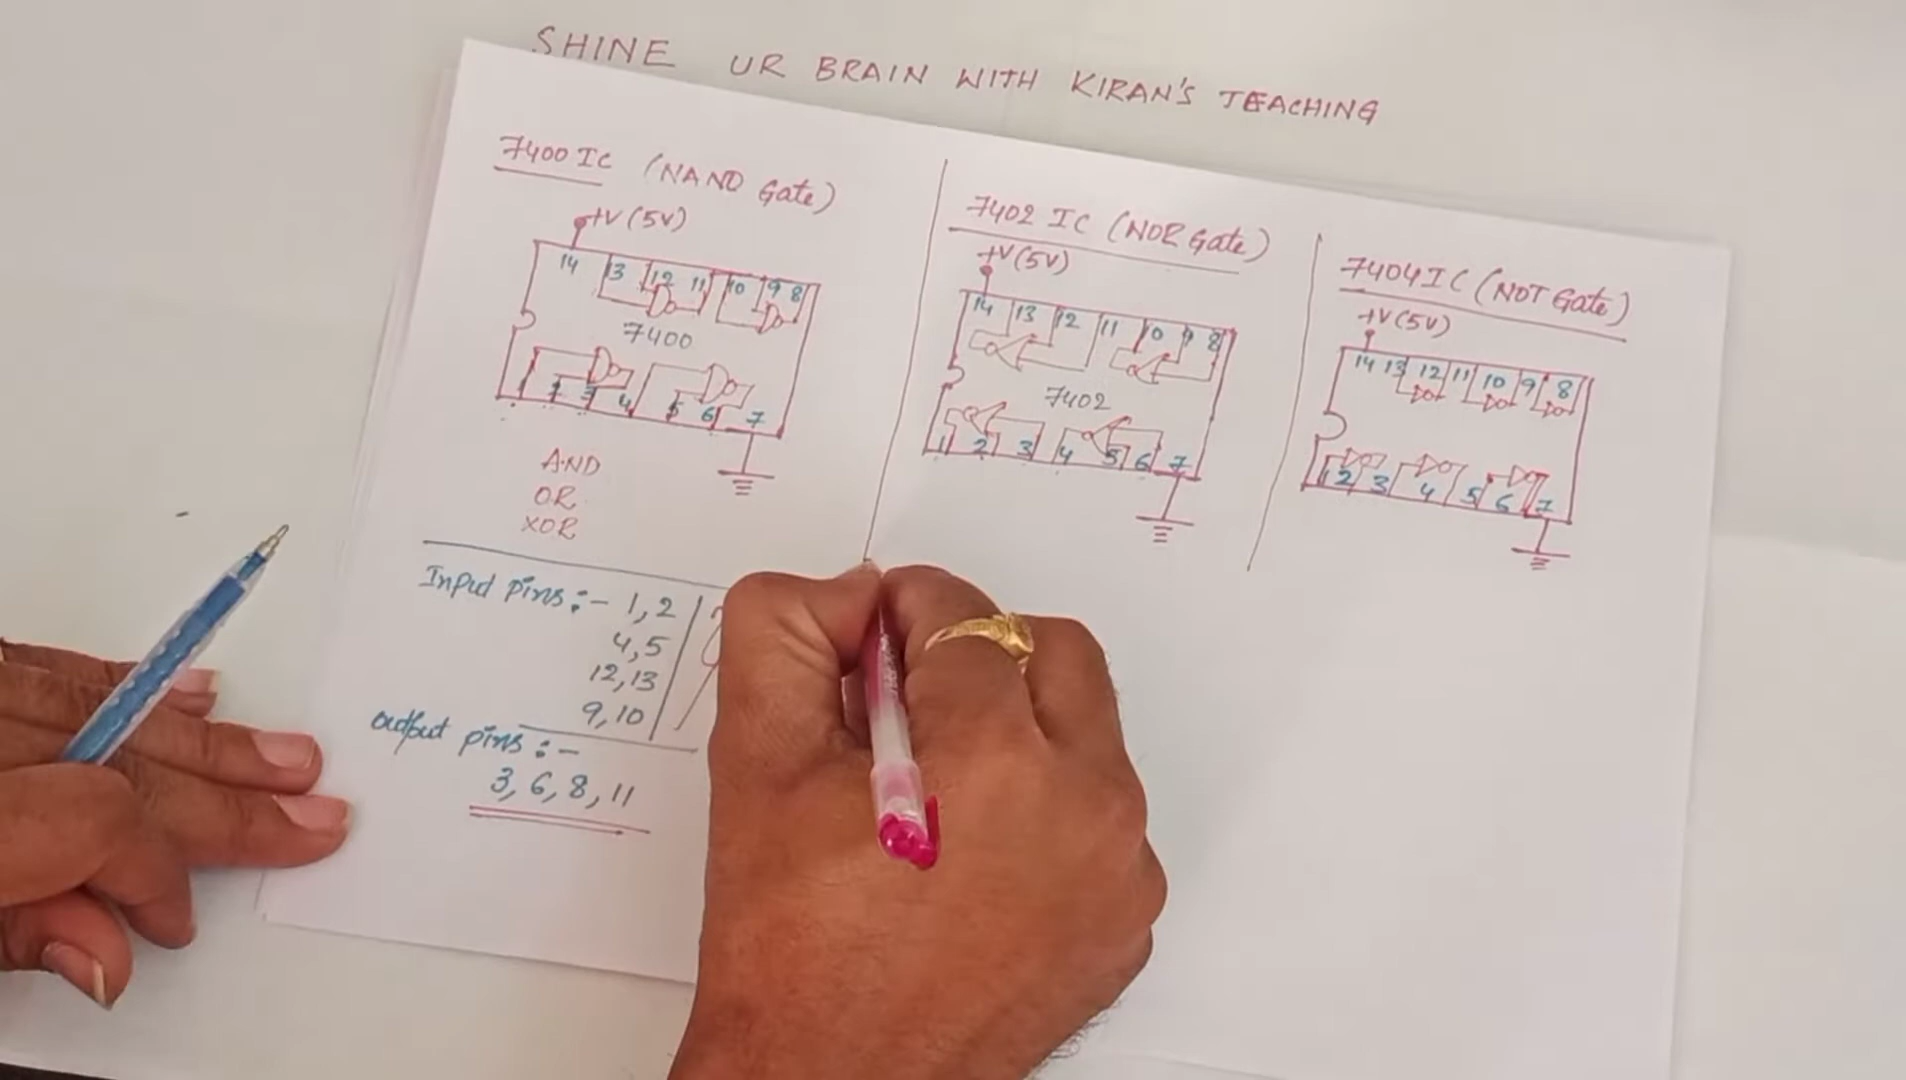 SHINE UR BRAIN WITH KIRAN'S TEACHING
7400 IC (NAND Gate)
+V (5V)
14 13 12 11 10 9 8
7400
1 2 3 4 5 6 7
AND
OR
XOR
Input pins :- 1, 2
4, 5
12, 13
9, 10
output pins :-
3, 6, 8, 11
7402 IC (NOR Gate)
+V (5V)
14 13 12 11 10 9 8
7402
1 2 3 4 5 6 7
7404 IC (NOT Gate)
+V (5V)
14 13 12 11 10 9 8
1 2 3 4 5 6 7